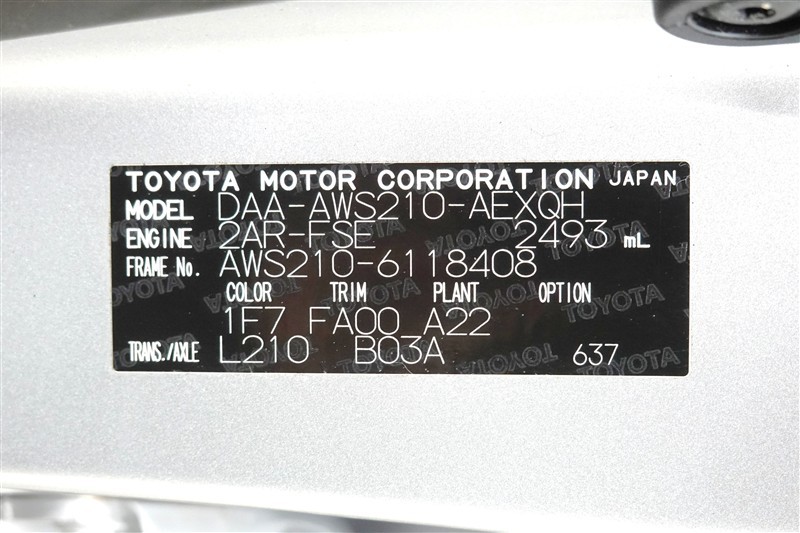 TOYOTA MOTOR CORPORATION JAPAN
MODEL DAA-AWS210-AEXQH
ENGINE 2AR-FSE 2493 mL
FRAME No. AWS210-6118408
COLOR TRIM PLANT OPTION
1F7 FA00 A22
TRANS./AXLE L210 B03A 637